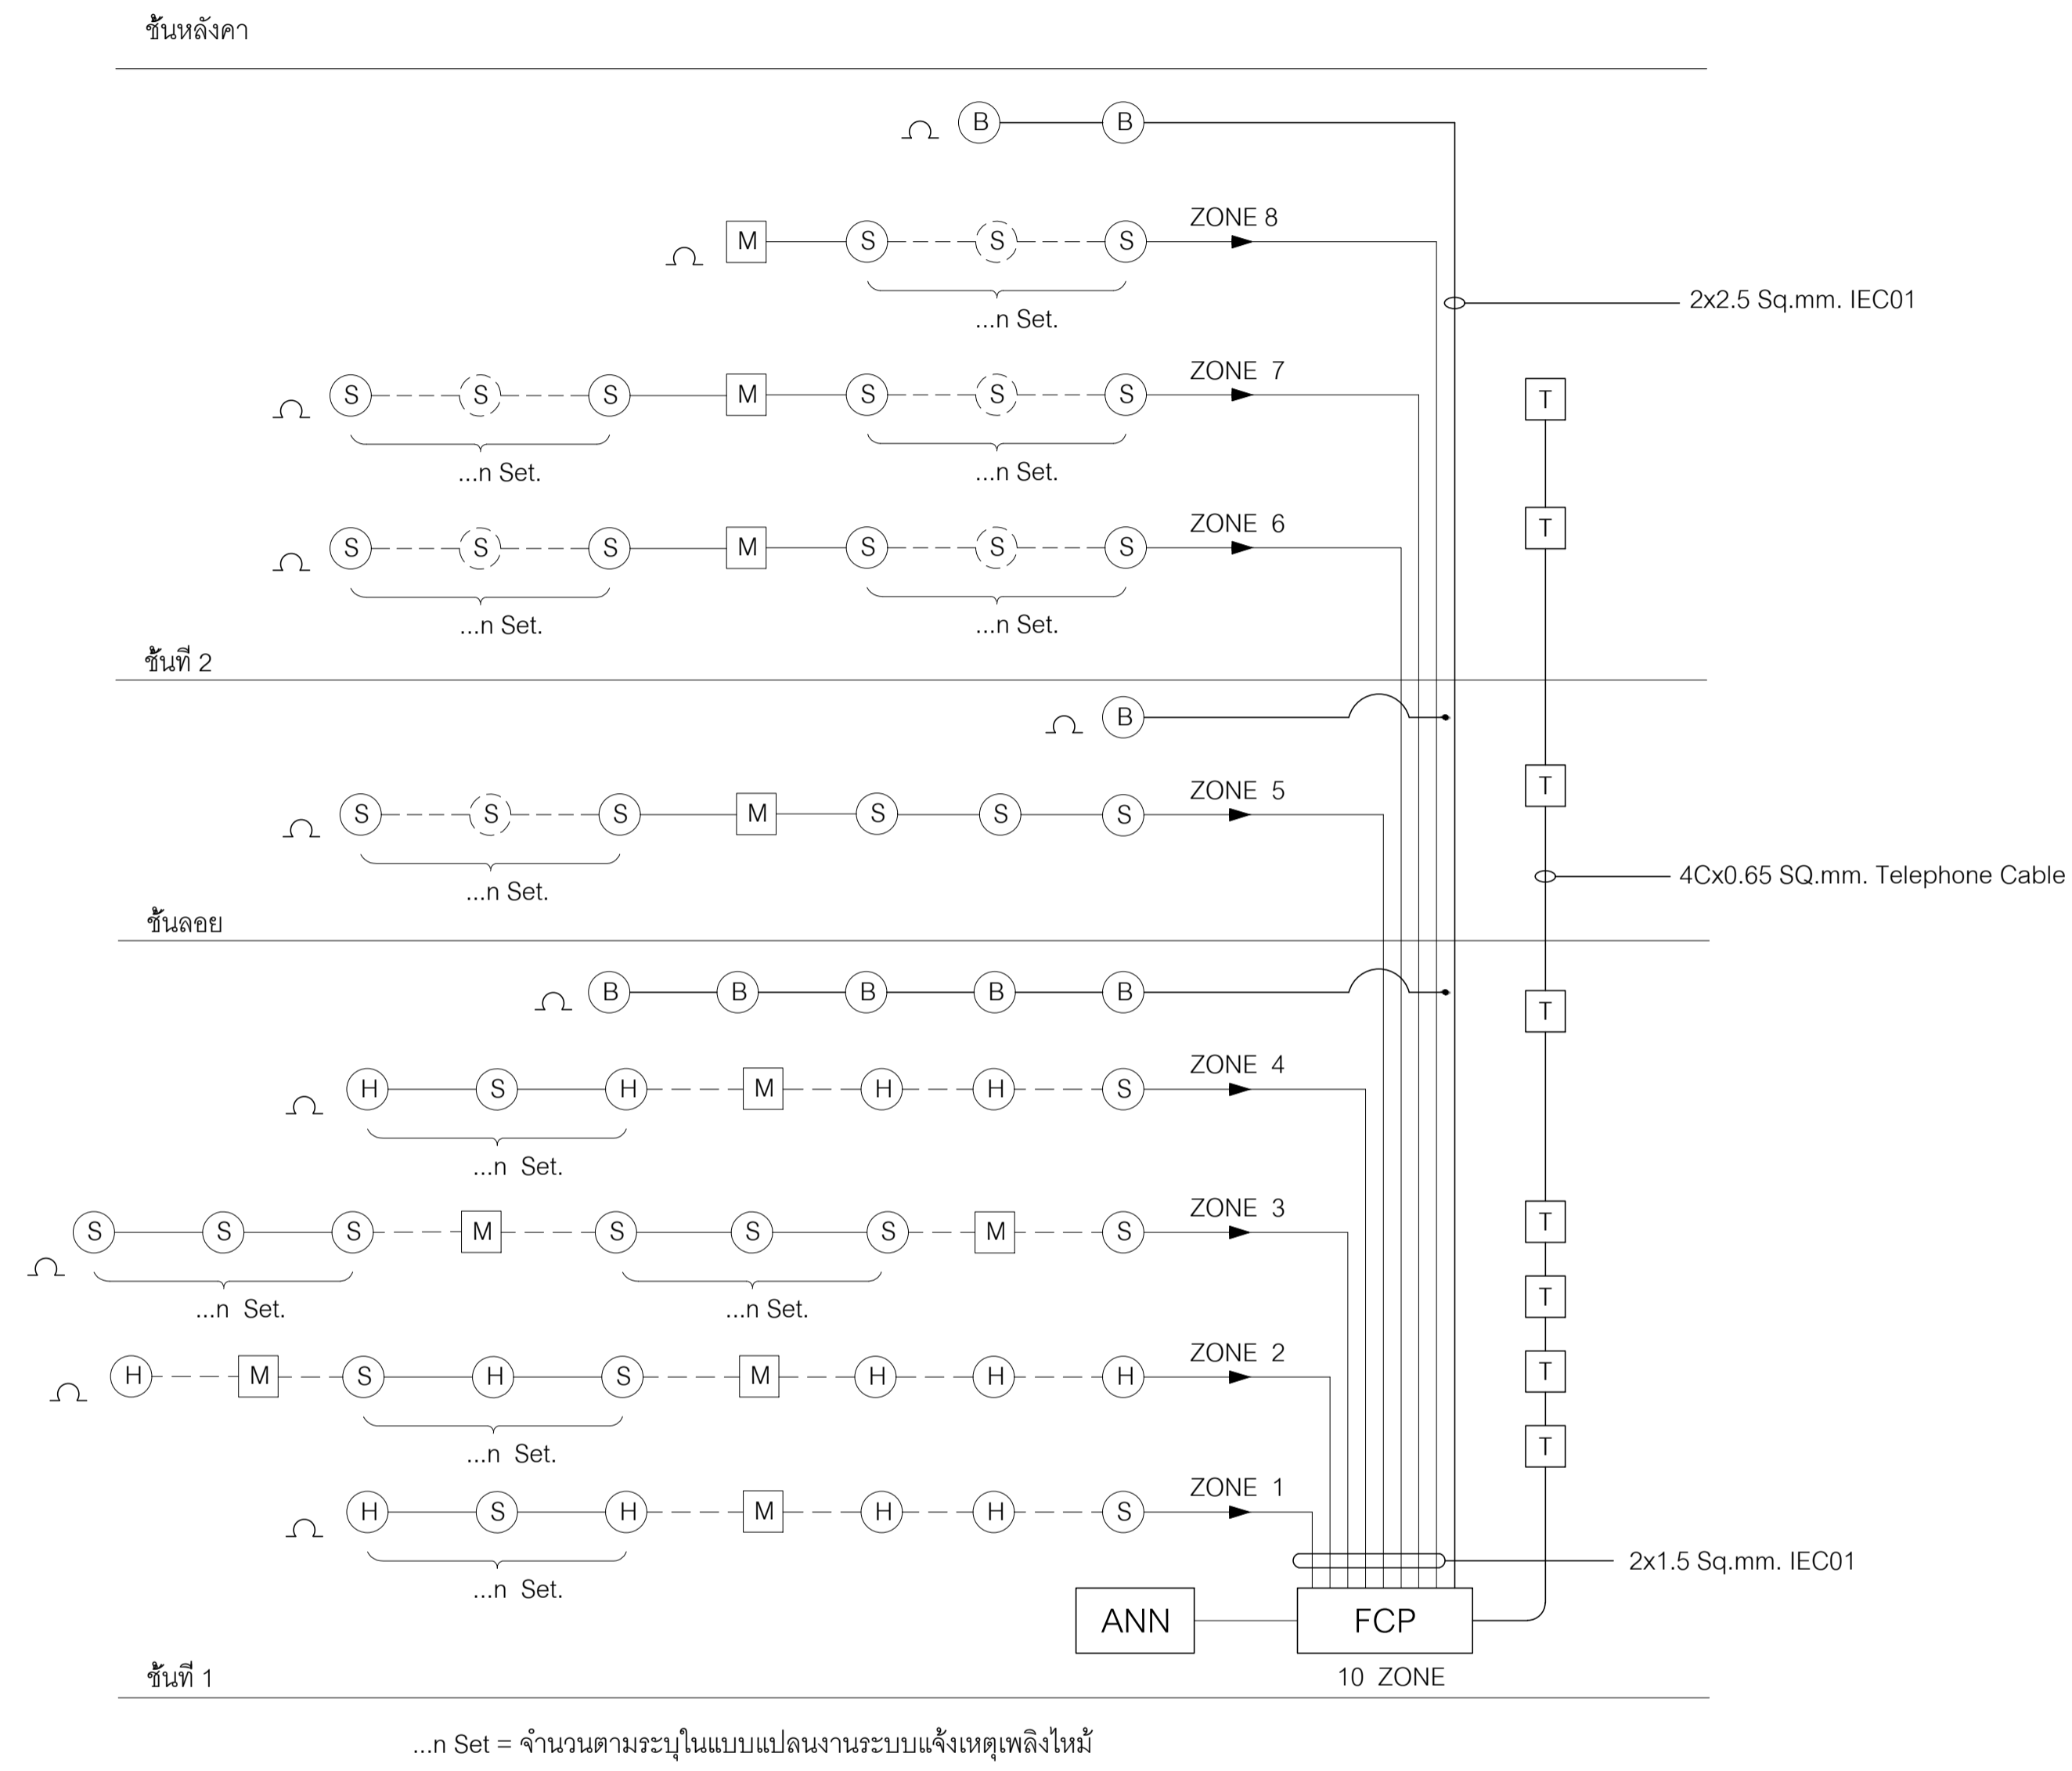 ชั้นหลังคา
B B
ZONE 8
M S S S
...n Set.
2x2.5 Sq.mm. IEC01
ZONE 7
S S S M S S S
T
...n Set. ...n Set.
ZONE 6
T
S S S M S S S
...n Set. ...n Set.
ชั้นที่ 2
B
ZONE 5
T
S S S M S S S
4Cx0.65 SQ.mm. Telephone Cable
...n Set.
ชั้นลอย
B B B B B
T
ZONE 4
H S H M H H S
...n Set.
ZONE 3
T
S S S M S S S M S
T
...n Set. ...n Set.
ZONE 2
T
H M S H S M H H H
T
...n Set.
ZONE 1
H S H M H H S
2x1.5 Sq.mm. IEC01
...n Set.
ANN FCP
ชั้นที่ 1
10 ZONE
...n Set = จำนวนตามระบุในแบบแปลนงานระบบแจ้งเหตุเพลิงไหม้